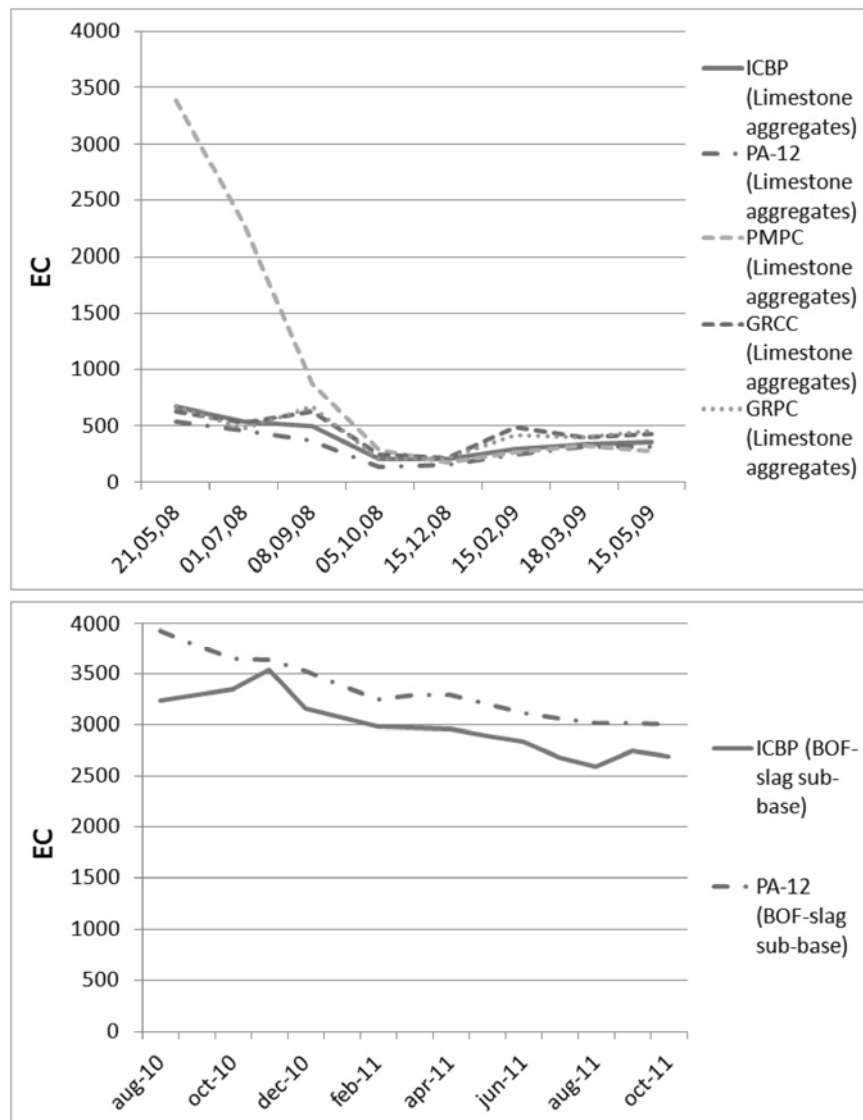 4000
3500
3000
2500
2000
1500
1000
500
0
EC
21,05,08
01,07,08
08,09,08
05,10,08
15,12,08
15,02,09
18,03,09
15,05,09
ICBP
(Limestone
aggregates)
PA-12
(Limestone
aggregates)
PMPC
(Limestone
aggregates)
GRCC
(Limestone
aggregates)
GRPC
(Limestone
aggregates)
4000
3500
3000
2500
2000
1500
1000
500
0
EC
aug-10
oct-10
dec-10
feb-11
apr-11
jun-11
aug-11
oct-11
ICBP (BOF-
slag sub-
base)
PA-12
(BOF-slag
sub-base)